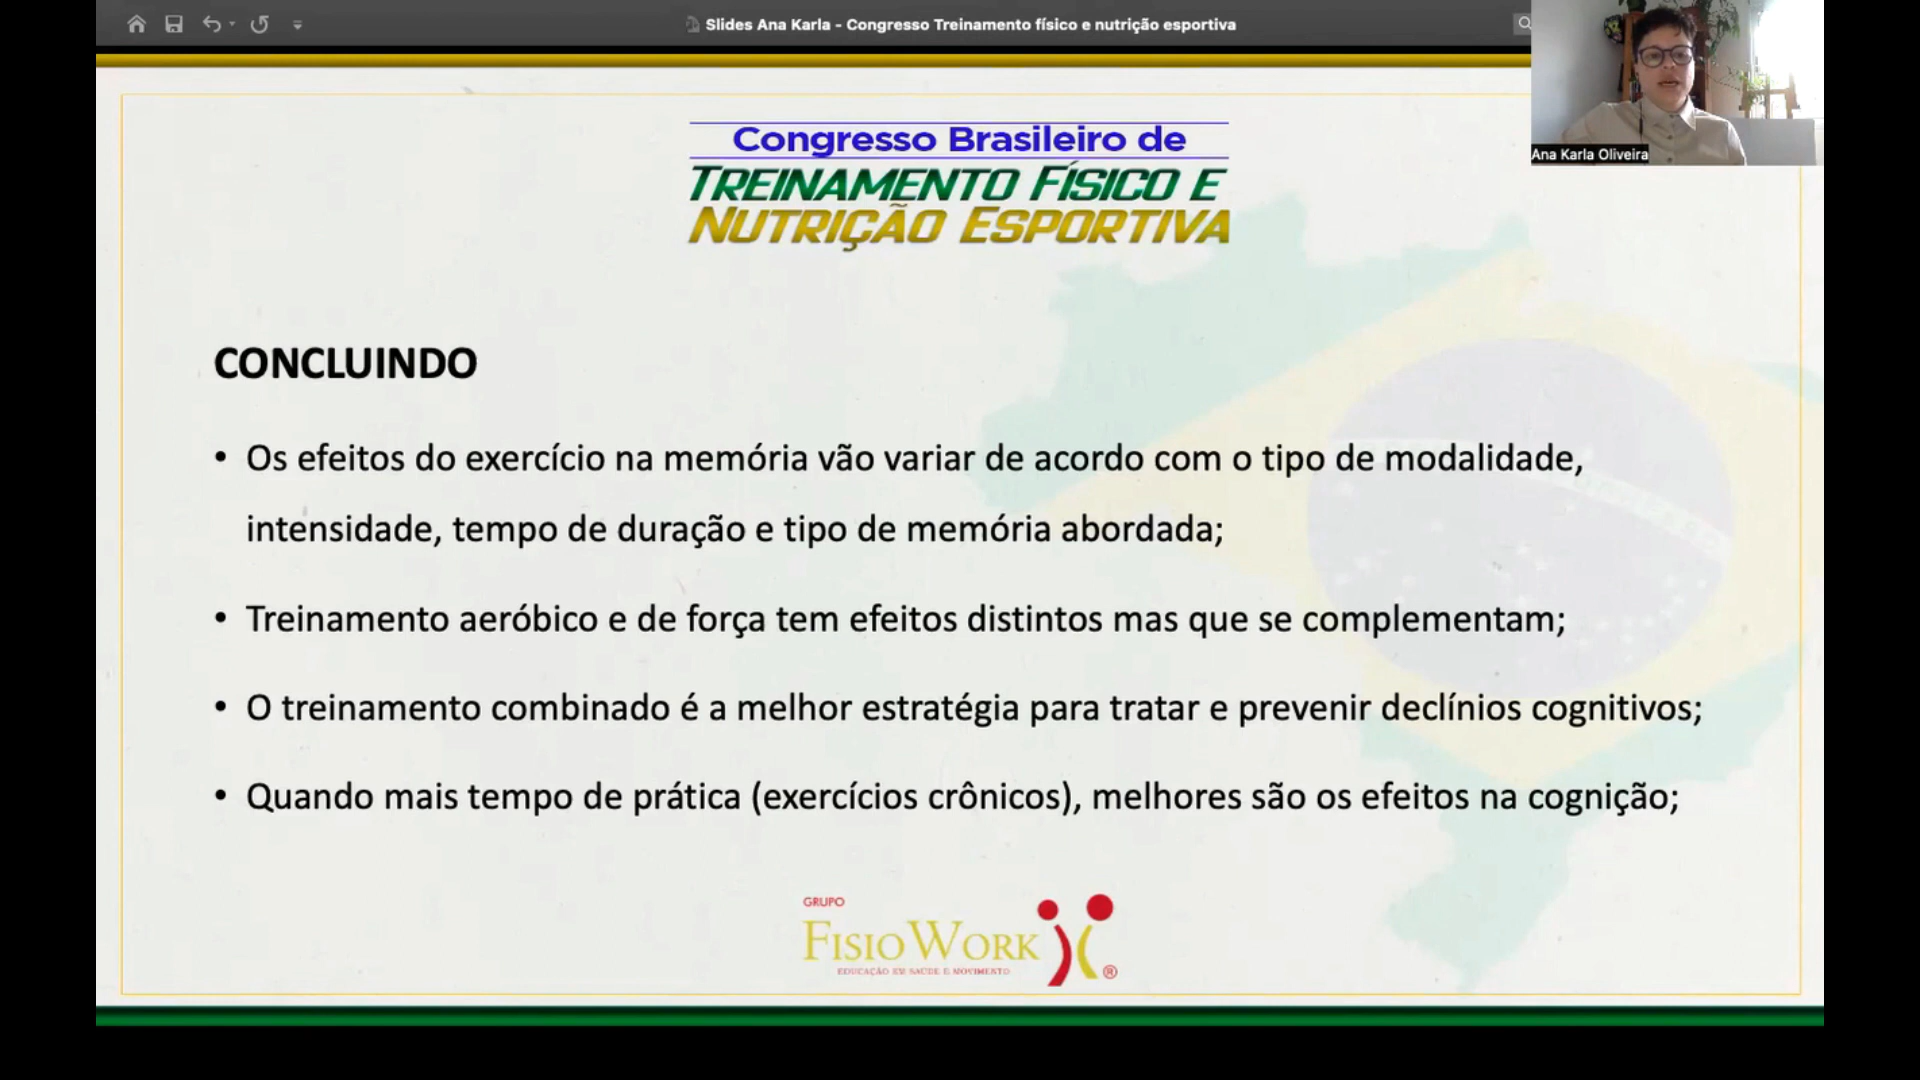 Slides Ana Karla - Congresso Treinamento físico e nutrição esportiva
Ana Karla Oliveira
Congresso Brasileiro de
TREINAMENTO FÍSICO E
NUTRIÇÃO ESPORTIVA
CONCLUINDO
• Os efeitos do exercício na memória vão variar de acordo com o tipo de modalidade,
intensidade, tempo de duração e tipo de memória abordada;
• Treinamento aeróbico e de força tem efeitos distintos mas que se complementam;
• O treinamento combinado é a melhor estratégia para tratar e prevenir declínios cognitivos;
• Quando mais tempo de prática (exercícios crônicos), melhores são os efeitos na cognição;
GRUPO
FISIOWORK
EDUCAÇÃO EM SAÚDE E MOVIMENTO
®